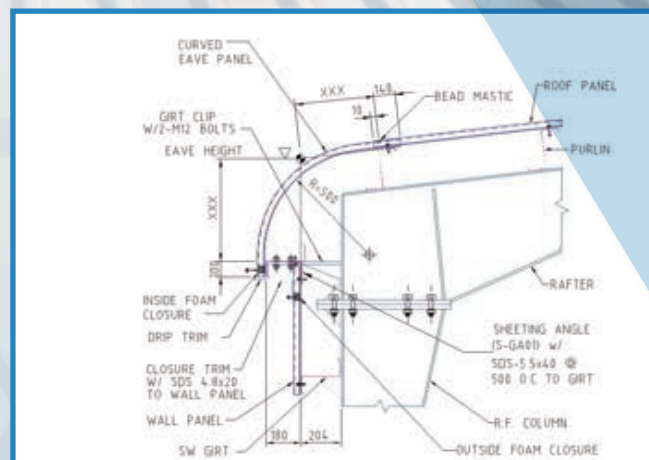 CURVED
EAVE PANEL
XXX
140
10
BEAD MASTIC
ROOF PANEL
GIRT CLIP
W/2-M12 BOLTS
EAVE HEIGHT
PURLIN
XXX
R=500
RAFTER
INSIDE FOAM
CLOSURE
DRIP TRIM
SHEETING ANGLE
(S-GA01) w/
SDS-5.5x40 @
500 O.C TO GIRT
CLOSURE TRIM
W/ SDS 4.8x20
TO WALL PANEL
WALL PANEL
R.F. COLUMN
180
204
SW GIRT
OUTSIDE FOAM CLOSURE